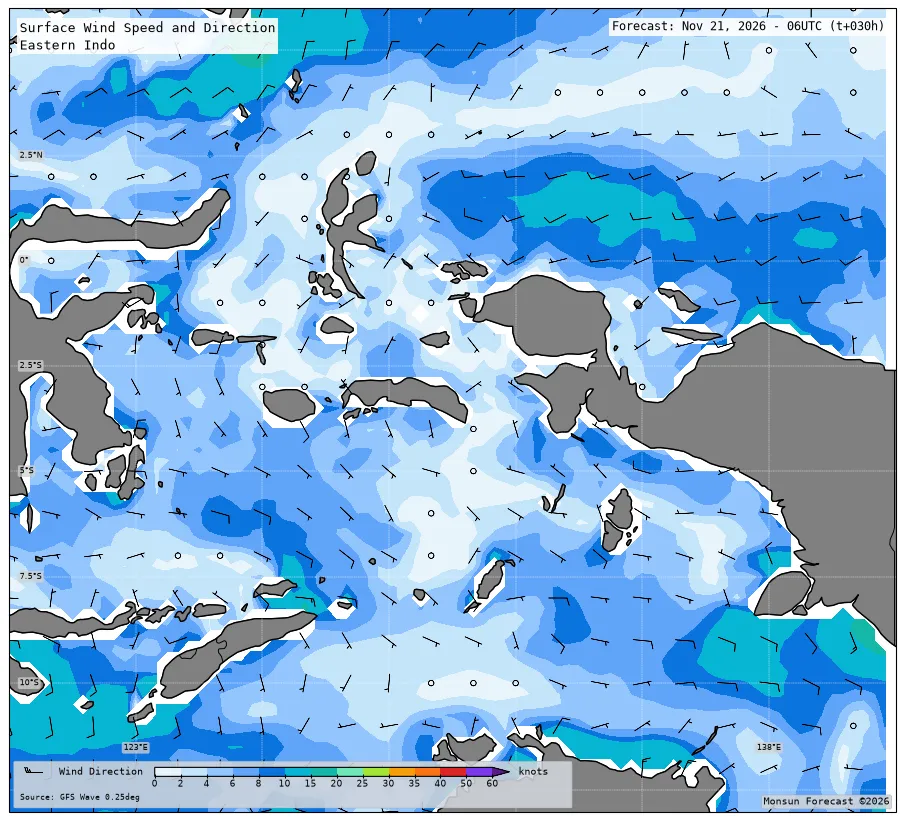 Surface Wind Speed and Direction
Eastern Indo
Forecast: Nov 21, 2026 - 06UTC (t+030h)
2.5°N
0°
2.5°S
5°S
7.5°S
10°S
123°E
138°E
Wind Direction
0 2 4 6 8 10 15 20 25 30 35 40 50 60
knots
Source: GFS Wave 0.25deg
Monsun Forecast ©2026